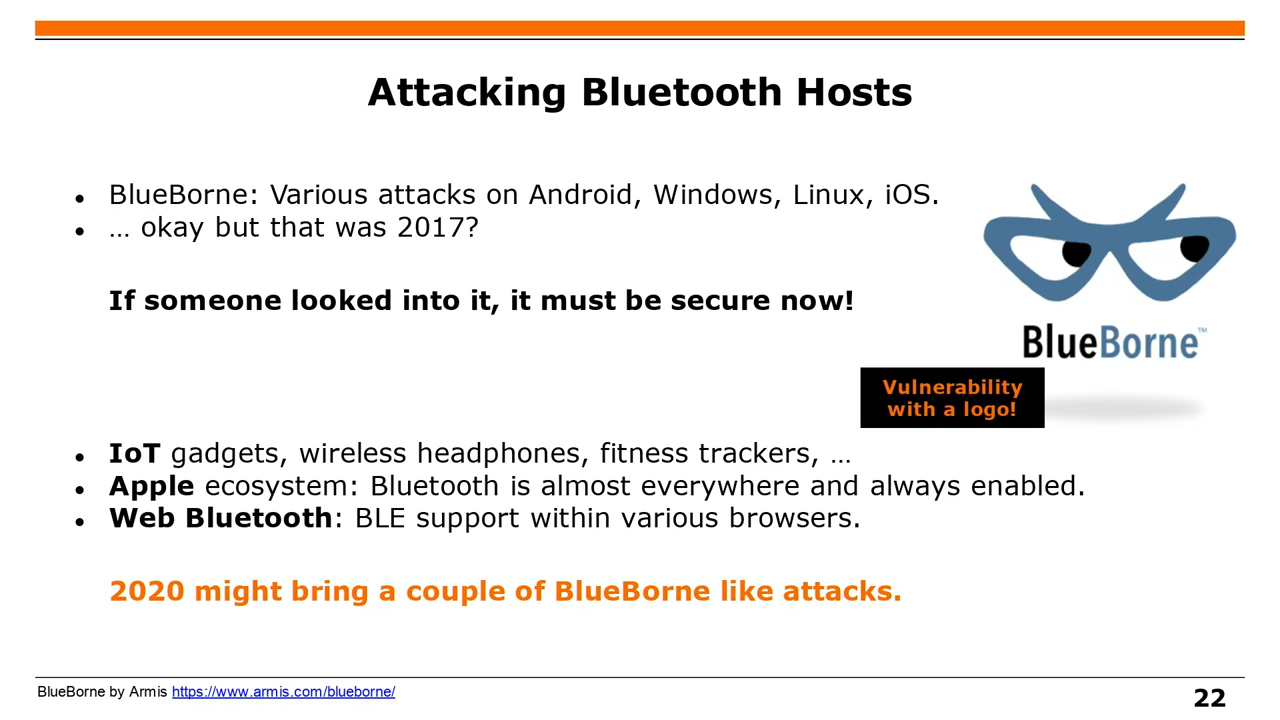 Attacking Bluetooth Hosts
● BlueBorne: Various attacks on Android, Windows, Linux, iOS.
● … okay but that was 2017?
If someone looked into it, it must be secure now!
BlueBorne™
Vulnerability
with a logo!
● IoT gadgets, wireless headphones, fitness trackers, …
● Apple ecosystem: Bluetooth is almost everywhere and always enabled.
● Web Bluetooth: BLE support within various browsers.
2020 might bring a couple of BlueBorne like attacks.
BlueBorne by Armis https://www.armis.com/blueborne/
22